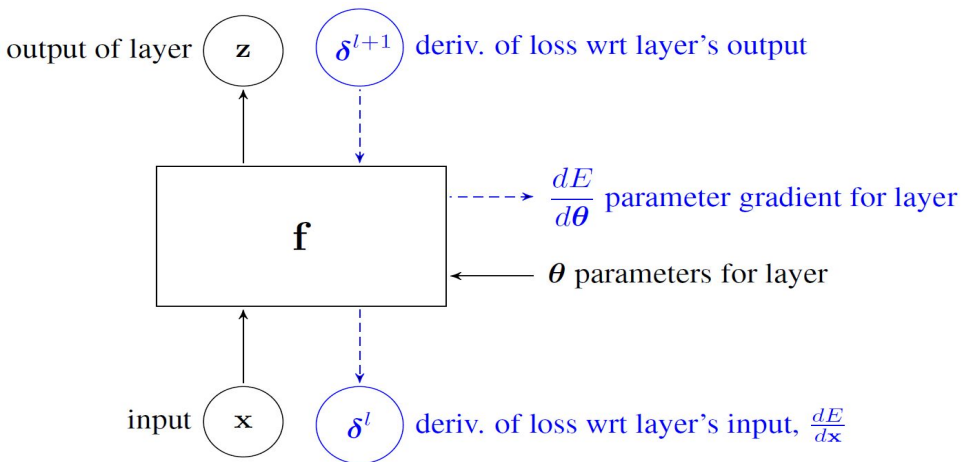 output of layer z δ^{l+1} deriv. of loss wrt layer's output
f
dE/dθ parameter gradient for layer
θ parameters for layer
input x δ^l deriv. of loss wrt layer's input, dE/dx